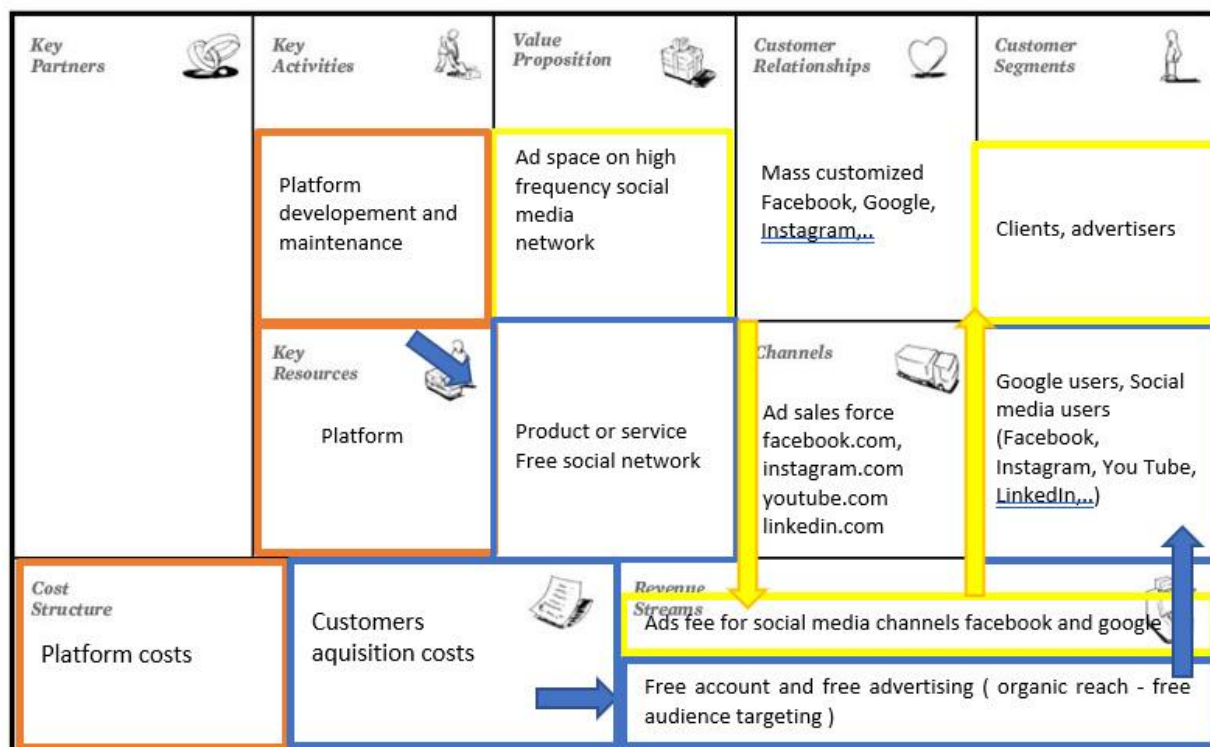 Key
Partners
Key
Activities
Value
Proposition
Customer
Relationships
Customer
Segments
Platform
developement and
maintenance
Ad space on high
frequency social
media
network
Mass customized
Facebook, Google,
Instagram,..
Clients, advertisers
Key
Resources
Platform
Product or service
Free social network
Channels
Ad sales force
facebook.com,
instagram.com
youtube.com
linkedin.com
Google users, Social
media users
(Facebook,
Instagram, You Tube,
LinkedIn,..)
Cost
Structure
Platform costs
Customers
aquisition costs
Revenue
Streams
Ads fee for social media channels facebook and google
Free account and free advertising ( organic reach - free
audience targeting )